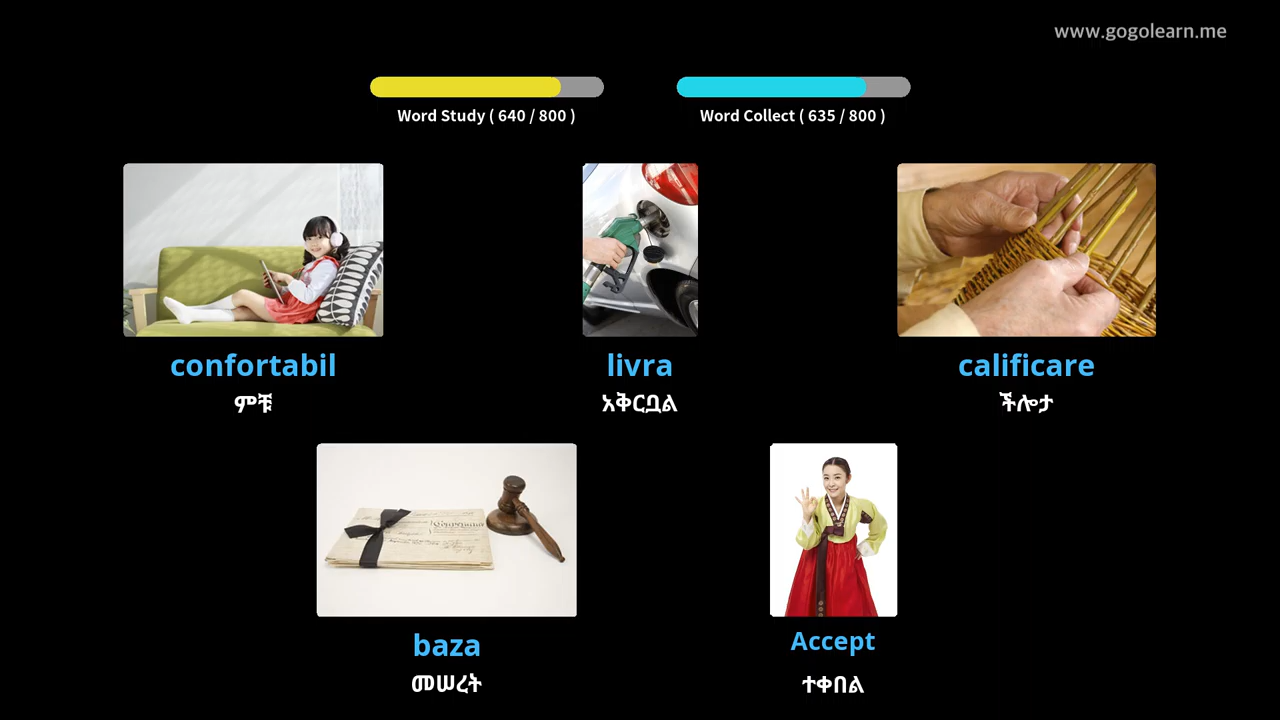 www.gogolearn.me
Word Study ( 640 / 800 )
Word Collect ( 635 / 800 )
confortabil
ምቹ
livra
አቅርቧል
calificare
ችሎታ
baza
መሠረት
Accept
ተቀበል